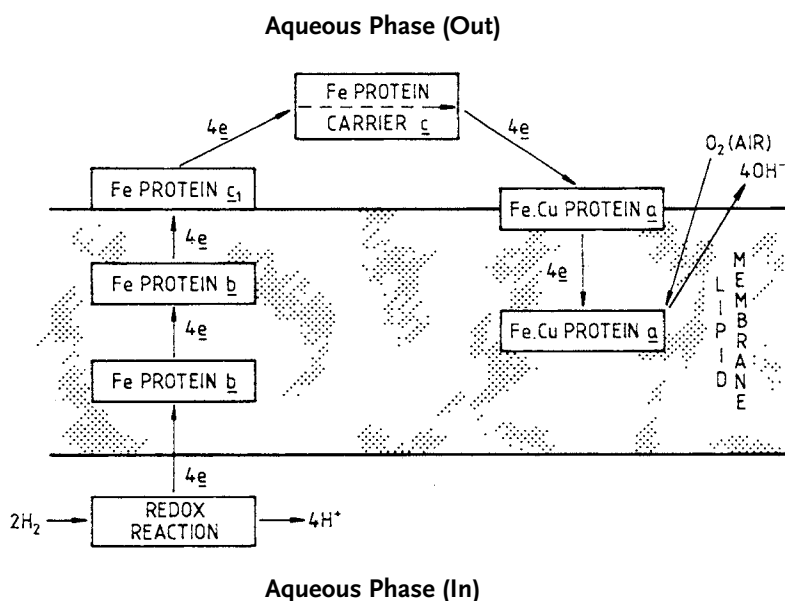 Aqueous Phase (Out)
Fe PROTEIN
CARRIER c
4e
4e
O₂(AIR)
4OH⁻
Fe PROTEIN c₁
Fe.Cu PROTEIN a
4e
4e
Fe PROTEIN b
Fe.Cu PROTEIN a
4e
Fe PROTEIN b
LIPID
MEMBRANE
4e
2H₂
REDOX
REACTION
4H⁺
Aqueous Phase (In)